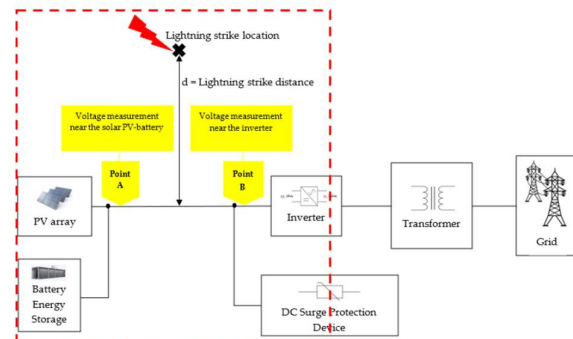 Lightning strike location
d = Lightning strike distance
Voltage measurement
near the solar PV-battery
Voltage measurement
near the inverter
Point
A
Point
B
PV array
Inverter
Transformer
Grid
Battery
Energy
Storage
DC Surge Protection
Device